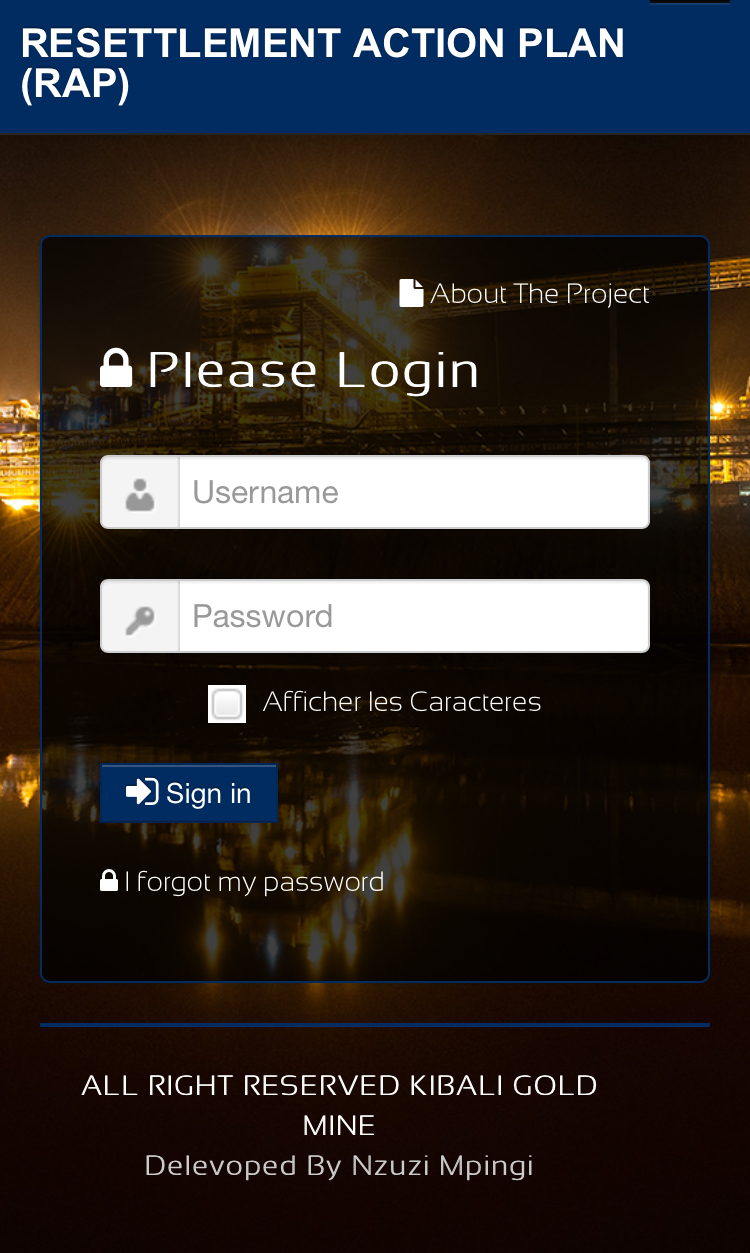 RESETTLEMENT ACTION PLAN
(RAP)
About The Project
Please Login
Username
Password
Afficher les Caracteres
Sign in
I forgot my password
ALL RIGHT RESERVED KIBALI GOLD
MINE
Delevoped By Nzuzi Mpingi